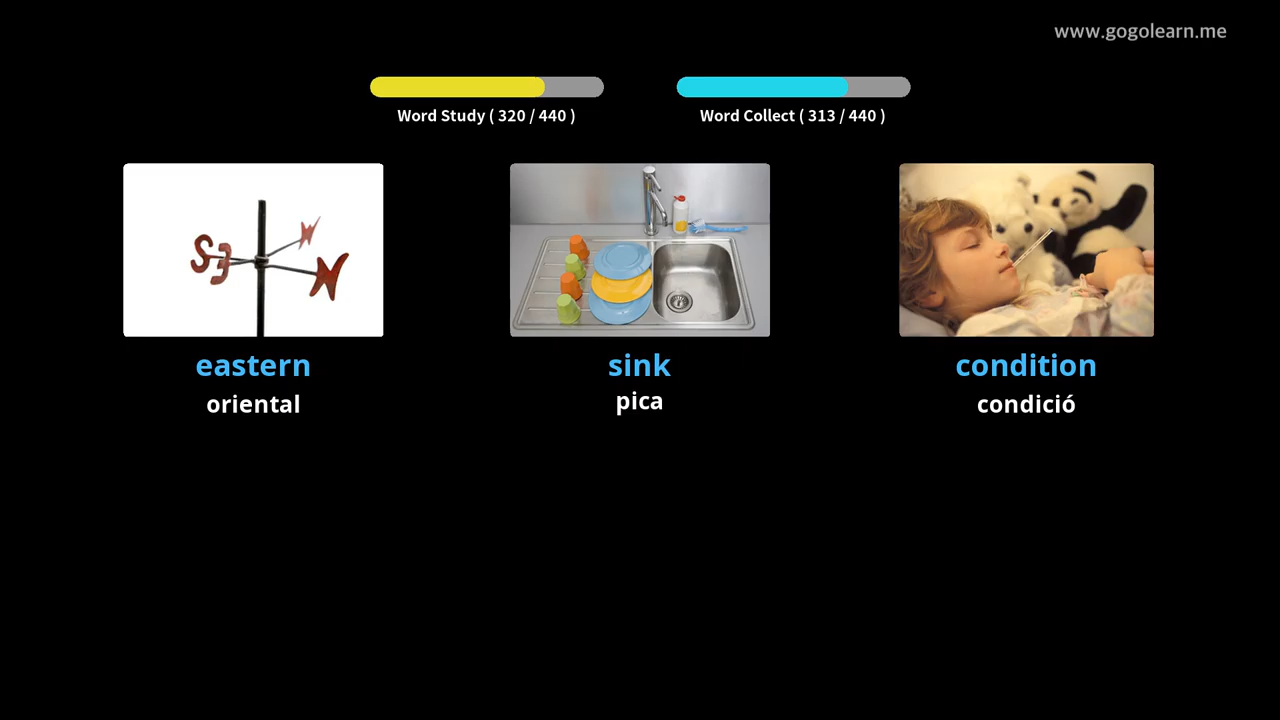 www.gogolearn.me
Word Study ( 320 / 440 )
Word Collect ( 313 / 440 )
eastern
oriental
sink
pica
condition
condició